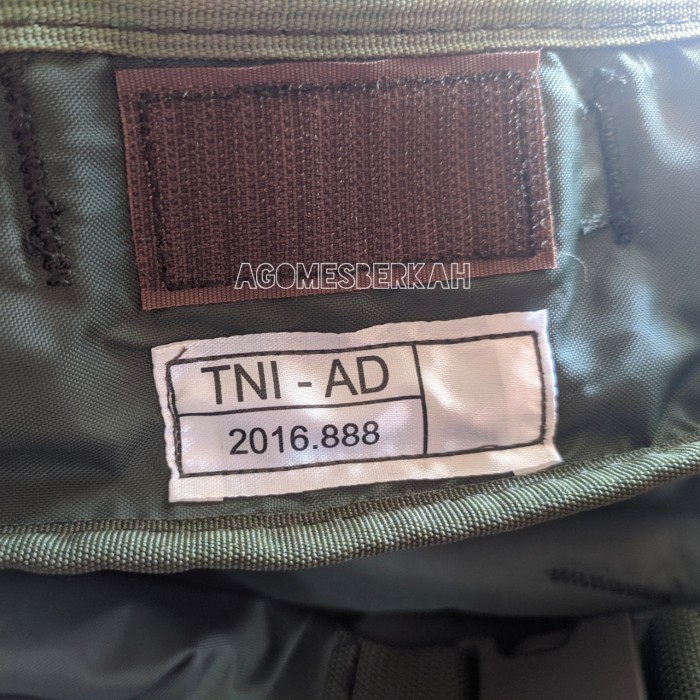 AGOMESBERKAH
TNI - AD
2016.888